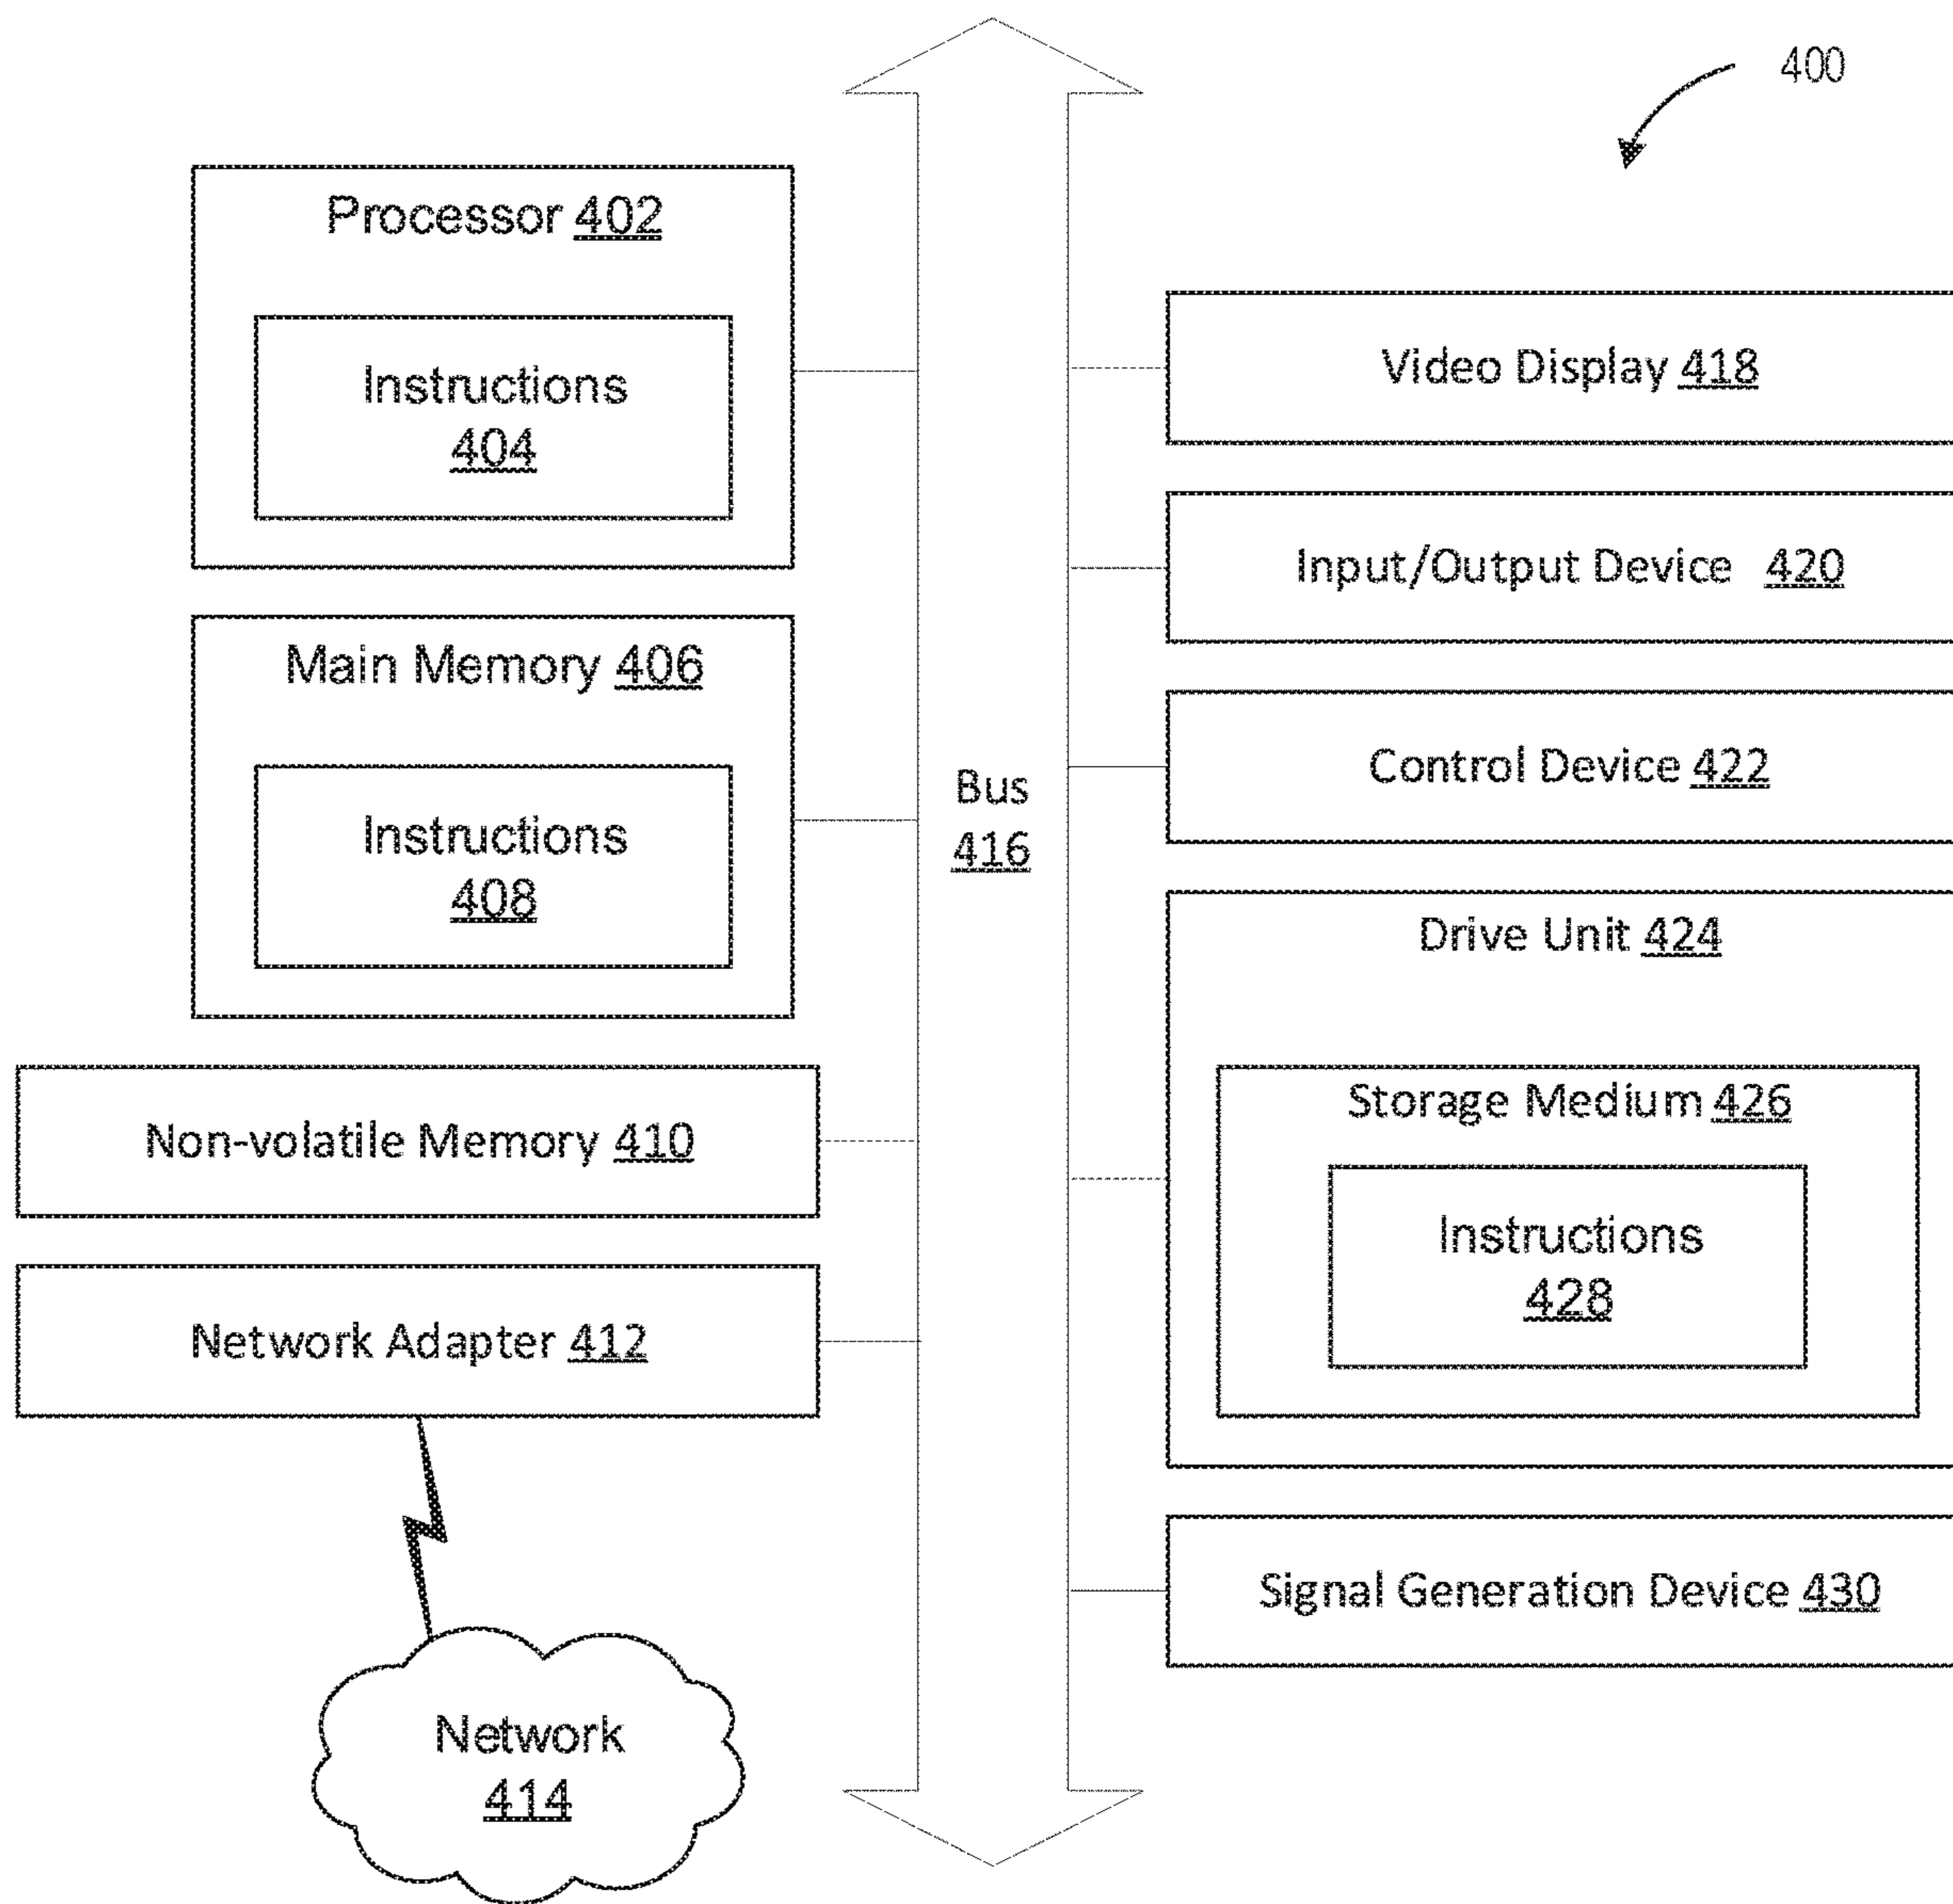 400
Processor 402
Instructions
404
Main Memory 406
Instructions
408
Non-volatile Memory 410
Network Adapter 412
Network
414
Bus
416
Video Display 418
Input/Output Device 420
Control Device 422
Drive Unit 424
Storage Medium 426
Instructions
428
Signal Generation Device 430